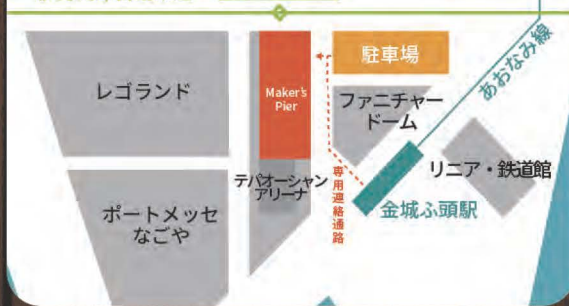 駐車場
あおなみ線
レゴランド
Maker's
Pier
ファニチャー
ドーム
リニア・鉄道館
テバオーシャン
アリーナ
専用連絡通路
金城ふ頭駅
ポートメッセ
なごや